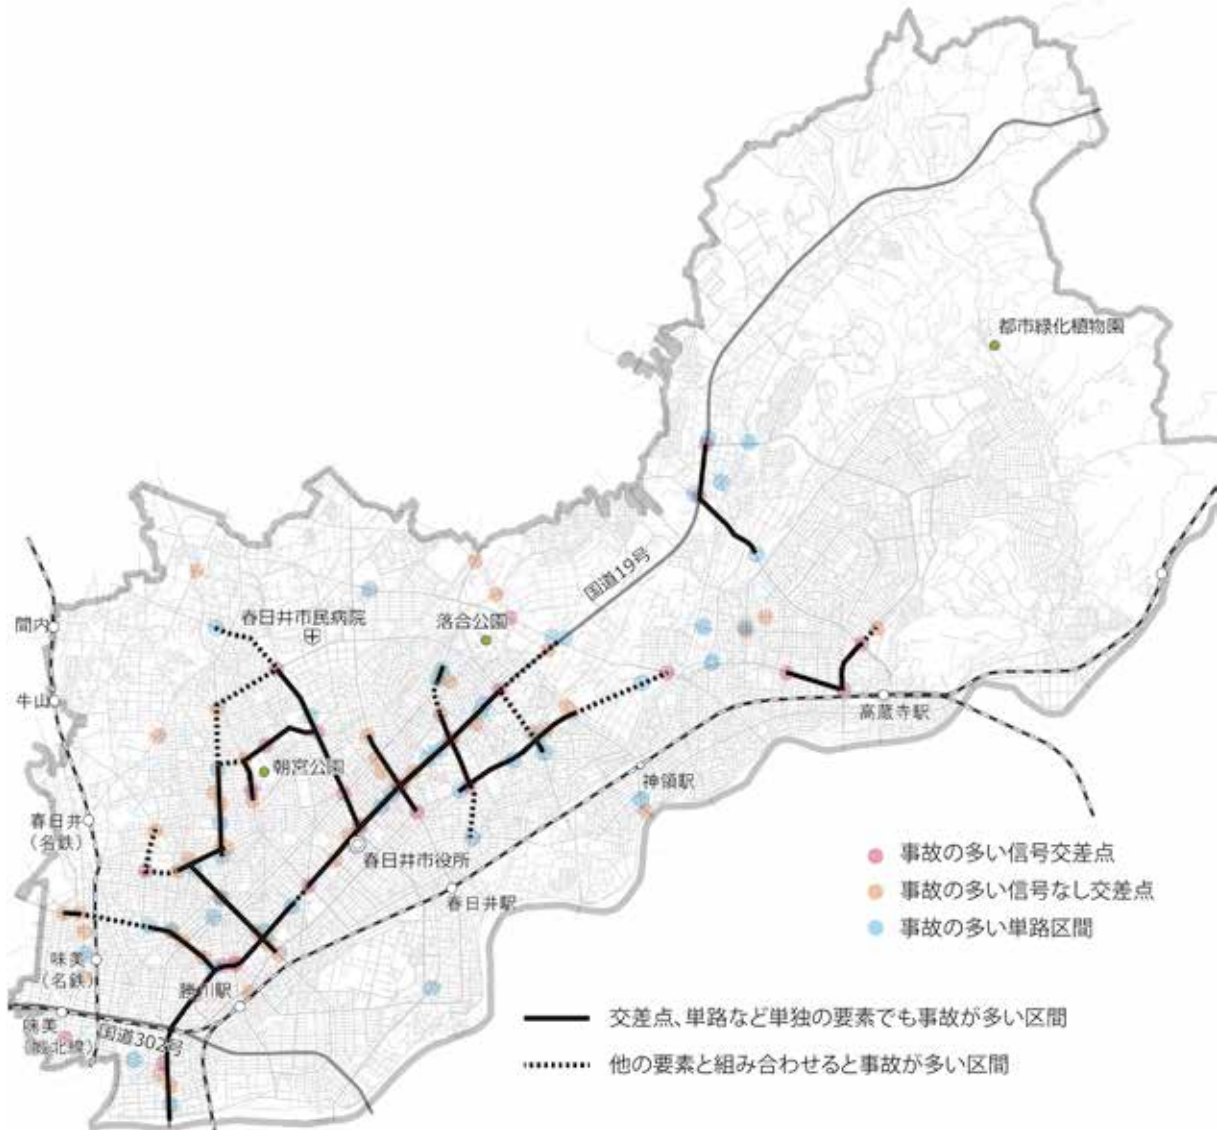 都市緑化植物園
国道19号
春日井市民病院
落合公園
間内
牛山
高蔵寺駅
朝宮公園
神領駅
春日井
(名鉄)
春日井市役所
事故の多い信号交差点
春日井駅
事故の多い信号なし交差点
事故の多い単路区間
味美
(名鉄)
勝川駅
味美
(城北線)
国道302号
交差点、単路など単独の要素でも事故が多い区間
他の要素と組み合わせると事故が多い区間